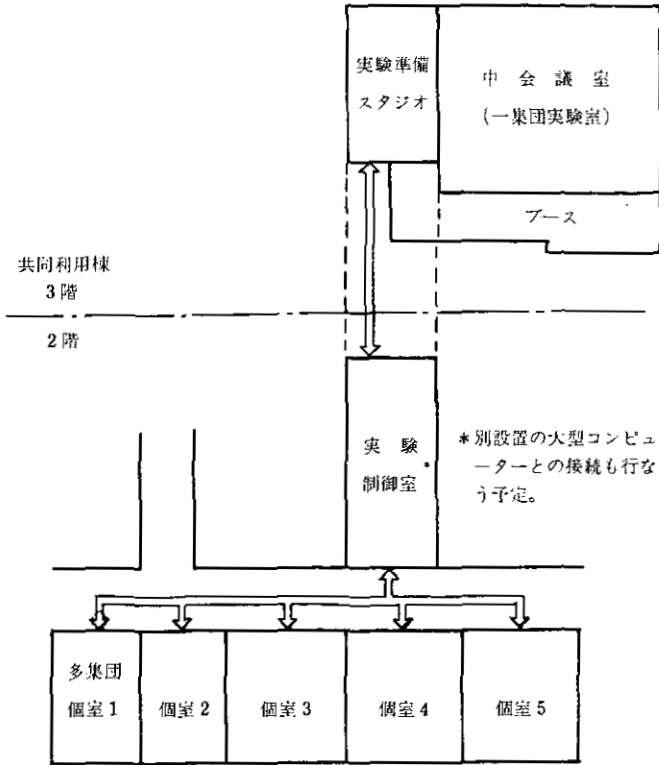 実験準備
スタジオ
中会議室
(一集団実験室)
ブース
共同利用棟
3階
2階
実験
制御室*
*別設置の大型コンピュ
ーターとの接続も行な
う予定。
多集団
個室1
個室2
個室3
個室4
個室5